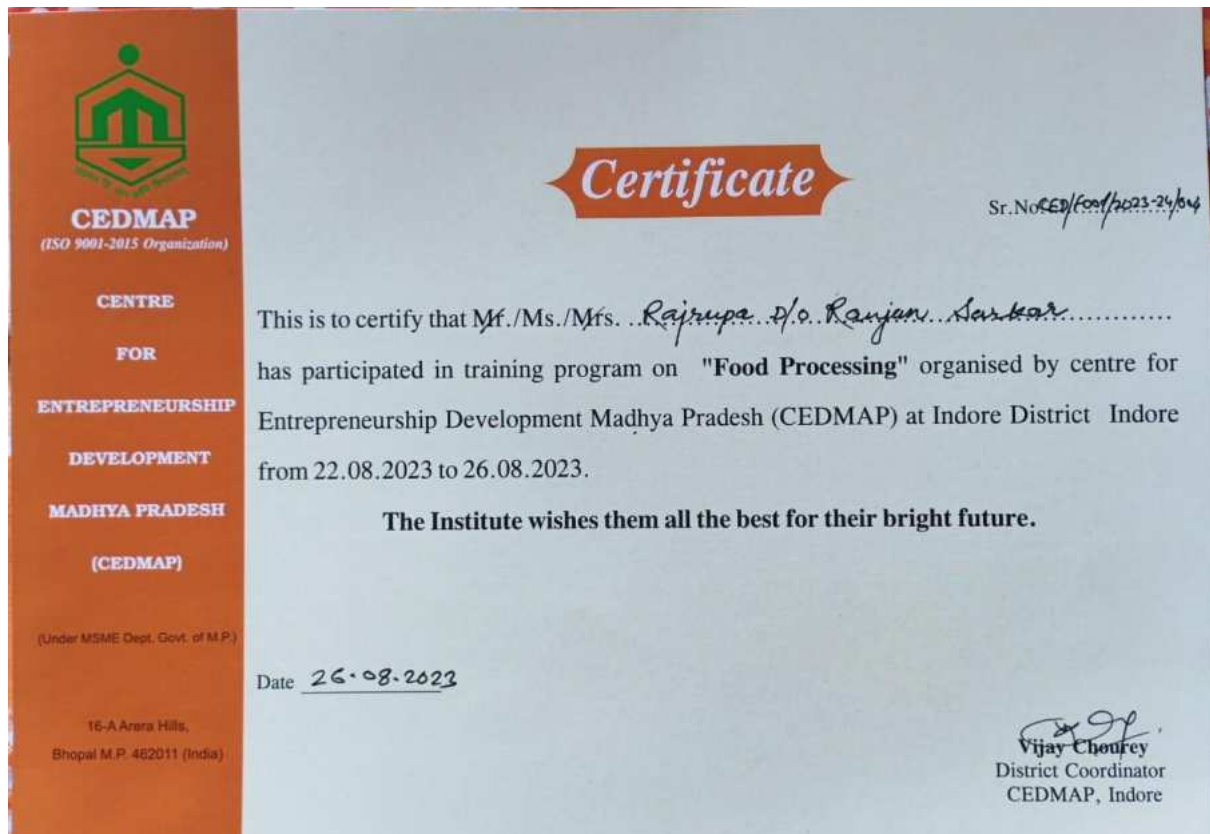 CEDMAP
(ISO 9001-2015 Organization)
CENTRE
FOR
ENTREPRENEURSHIP
DEVELOPMENT
MADHYA PRADESH
(CEDMAP)
(Under MSME Dept. Govt. of M.P.)
16-A Arera Hills,
Bhopal M.P. 462011 (India)
Certificate
Sr.No CED/Food/2023-24/
This is to certify that Mr./Ms./Mrs. Rajrupa D/o Ranjan Sarkar
has participated in training program on "Food Processing" organised by centre for
Entrepreneurship Development Madhya Pradesh (CEDMAP) at Indore District Indore
from 22.08.2023 to 26.08.2023.
The Institute wishes them all the best for their bright future.
Date 26.08.2023
Vijay Chourey
District Coordinator
CEDMAP, Indore